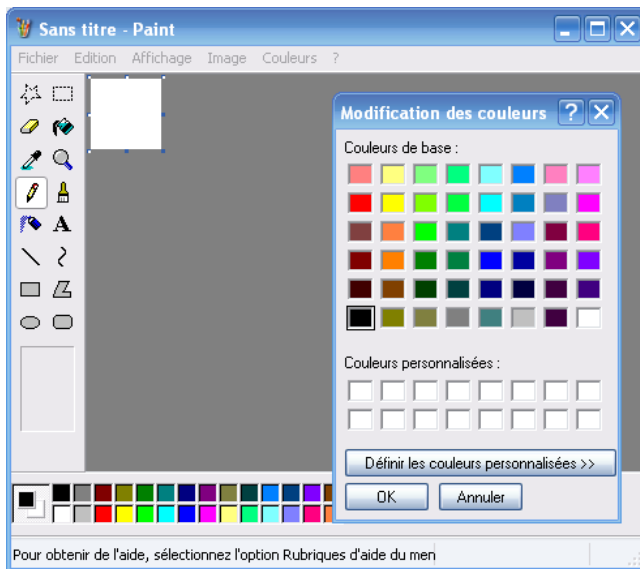 Sans titre - Paint
Fichier Edition Affichage Image Couleurs ?
A
Modification des couleurs ?
Couleurs de base :
Couleurs personnalisées :
Définir les couleurs personnalisées >>
OK Annuler
Pour obtenir de l'aide, sélectionnez l'option Rubriques d'aide du men